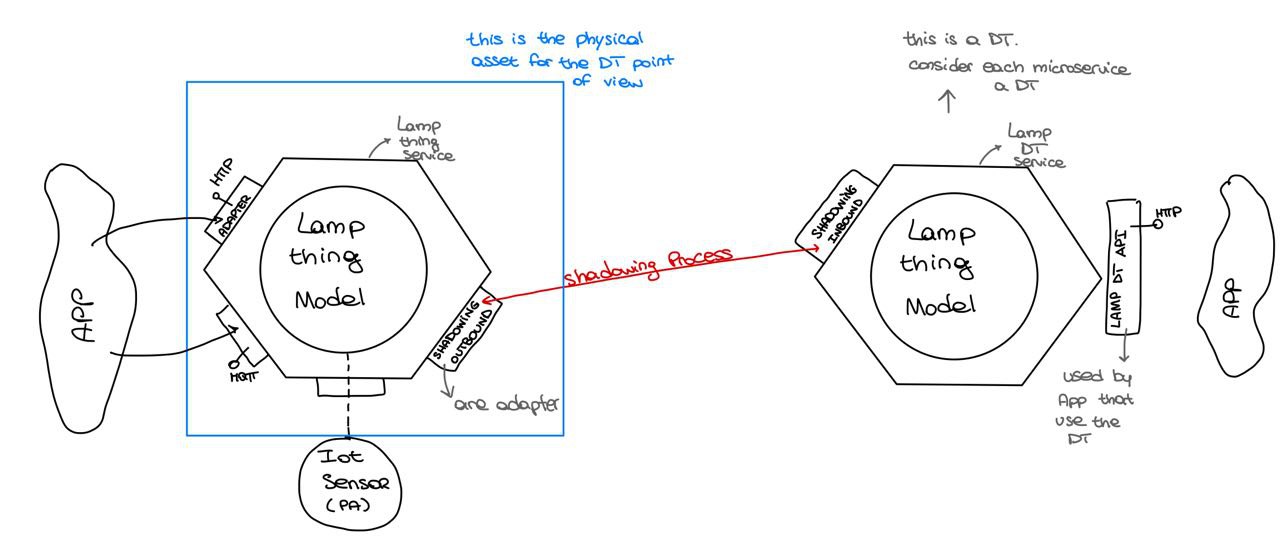 this is the physical
asset for the DT point
of view
this is a DT.
consider each microservice
a DT
Lamp
thing
service
HTTP
ADAPTER
Lamp
thing
Model
APP
MQTT
SHADOWING
OUTBOUND
are adapter
Iot
Sensor
(PA)
shadowing Process
Lamp
DT
service
SHADOWING
INBOUND
Lamp
thing
Model
LAMP DT API
HTTP
APP
used by
App that
use the
DT